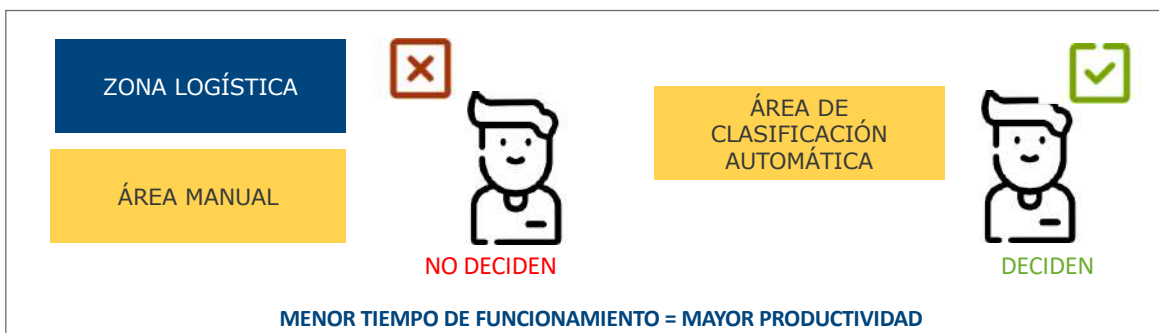 ZONA LOGÍSTICA
ÁREA MANUAL
NO DECIDEN
ÁREA DE
CLASIFICACIÓN
AUTOMÁTICA
DECIDEN
MENOR TIEMPO DE FUNCIONAMIENTO = MAYOR PRODUCTIVIDAD